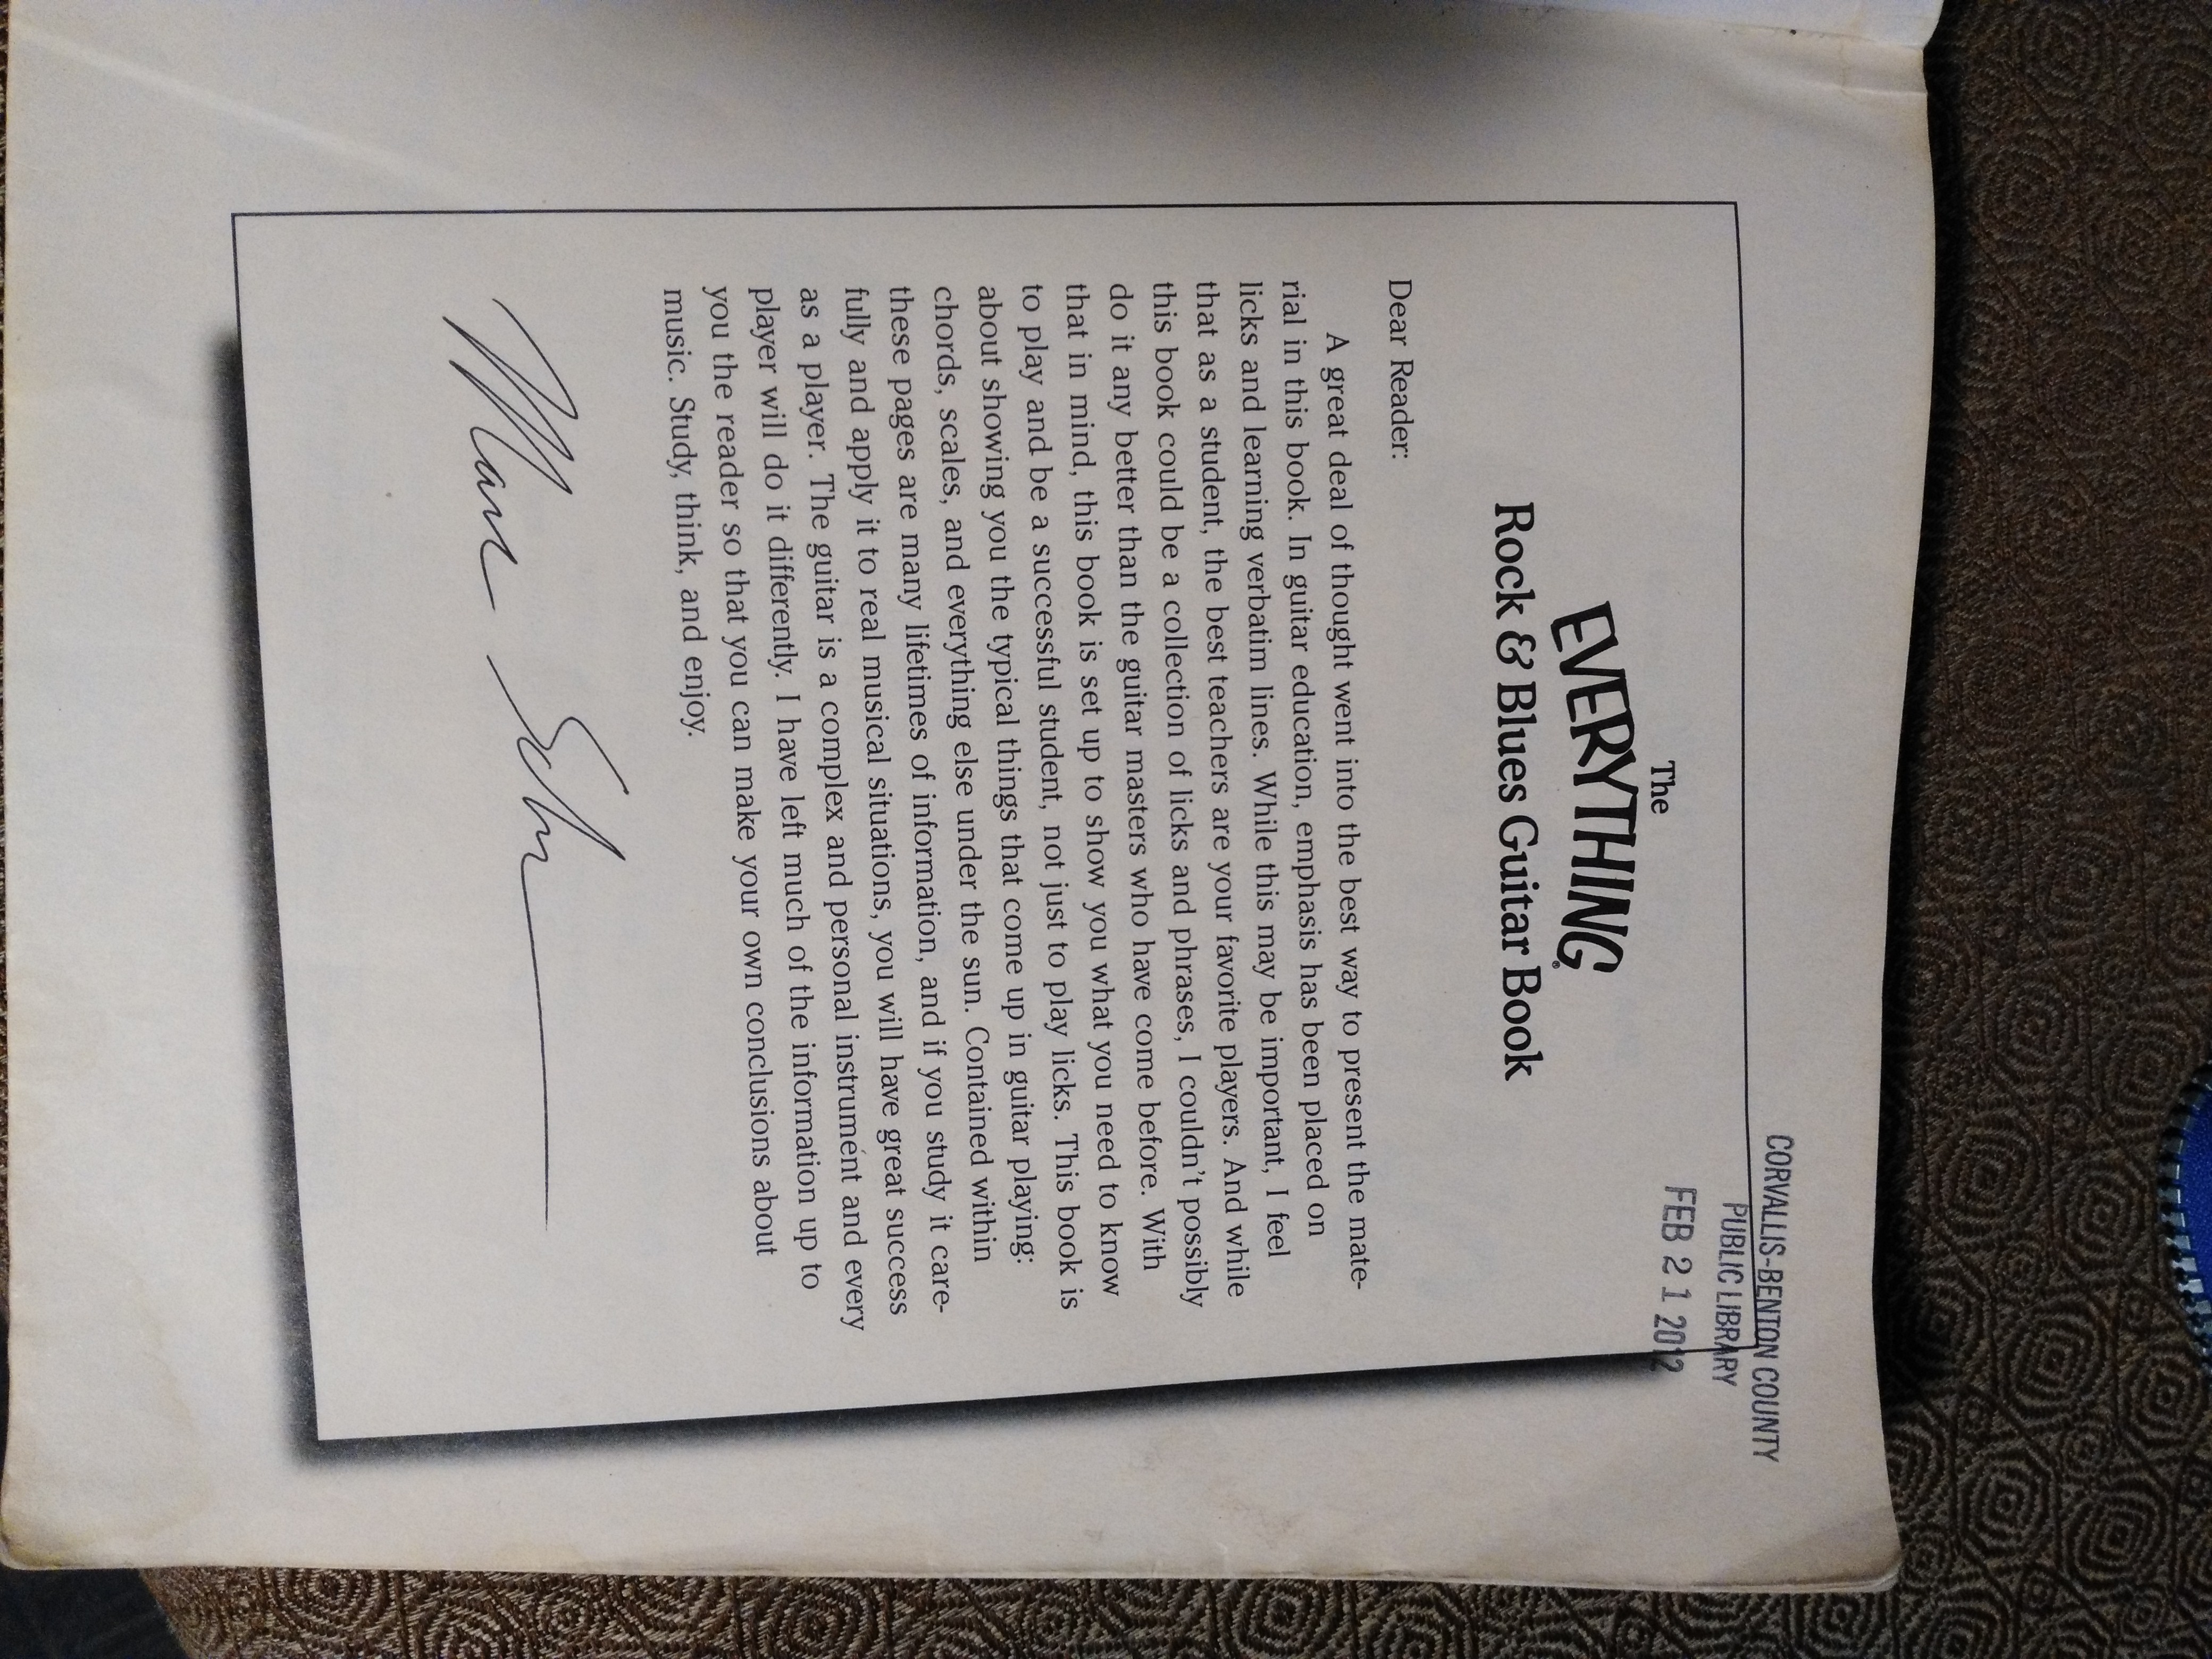 CORVALLIS-BENTON COUNTY
PUBLIC LIBRARY
FEB 21 2012
The
EVERYTHING®
Rock & Blues Guitar Book
Dear Reader:
A great deal of thought went into the best way to present the mate-
rial in this book. In guitar education, emphasis has been placed on
licks and learning verbatim lines. While this may be important, I feel
that as a student, the best teachers are your favorite players. And while
this book could be a collection of licks and phrases, I couldn't possibly
do it any better than the guitar masters who have come before. With
that in mind, this book is set up to show you what you need to know
to play and be a successful student, not just to play licks. This book is
about showing you the typical things that come up in guitar playing:
chords, scales, and everything else under the sun. Contained within
these pages are many lifetimes of information, and if you study it care-
fully and apply it to real musical situations, you will have great success
as a player. The guitar is a complex and personal instrument and every
player will do it differently. I have left much of the information up to
you the reader so that you can make your own conclusions about
music. Study, think, and enjoy.